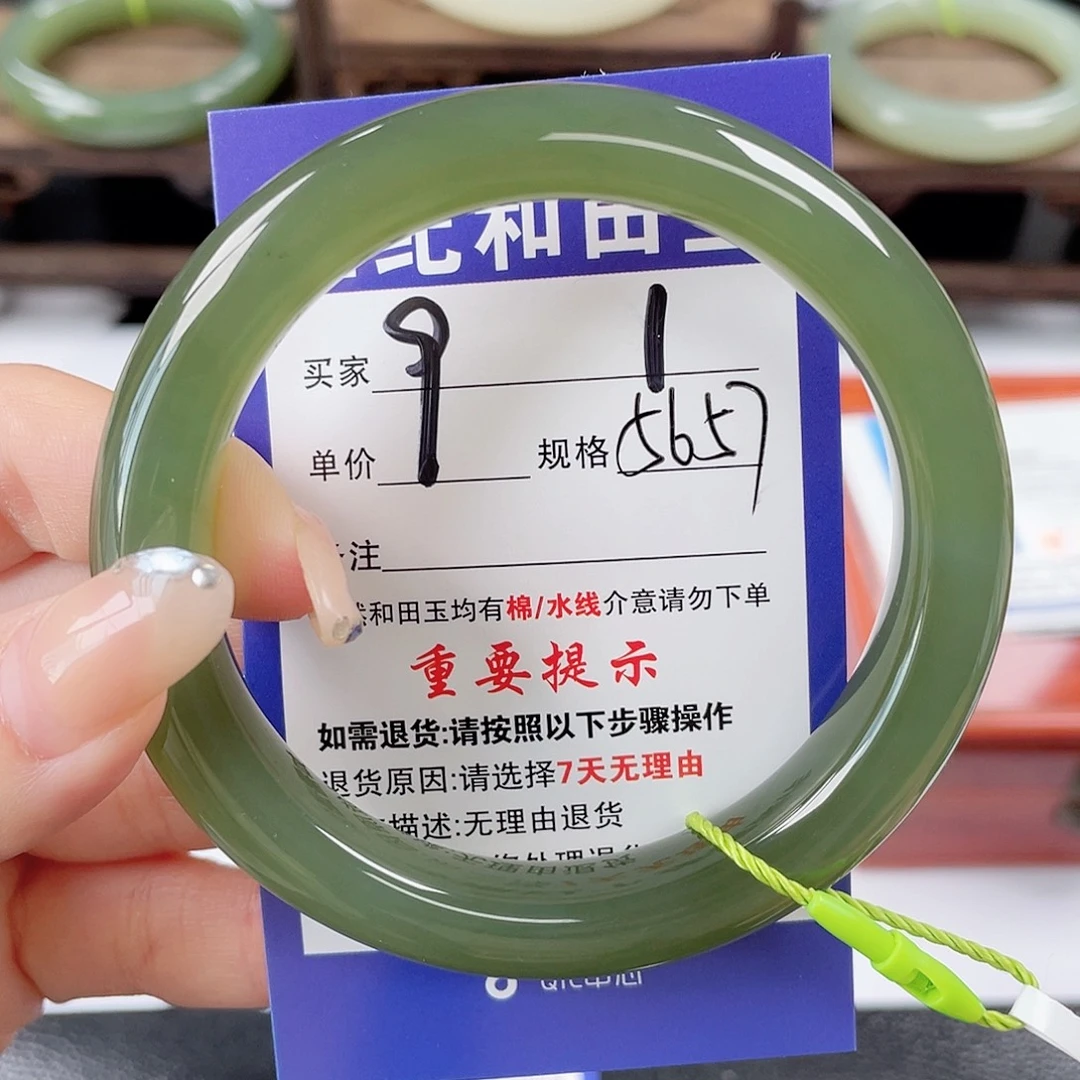 和田
买家 9 1
单价 规格 (5657)
注
和田玉均有棉/水线介意请勿下单
重要提示
如需退货:请按照以下步骤操作
退货原因:请选择7天无理由
描述:无理由退货